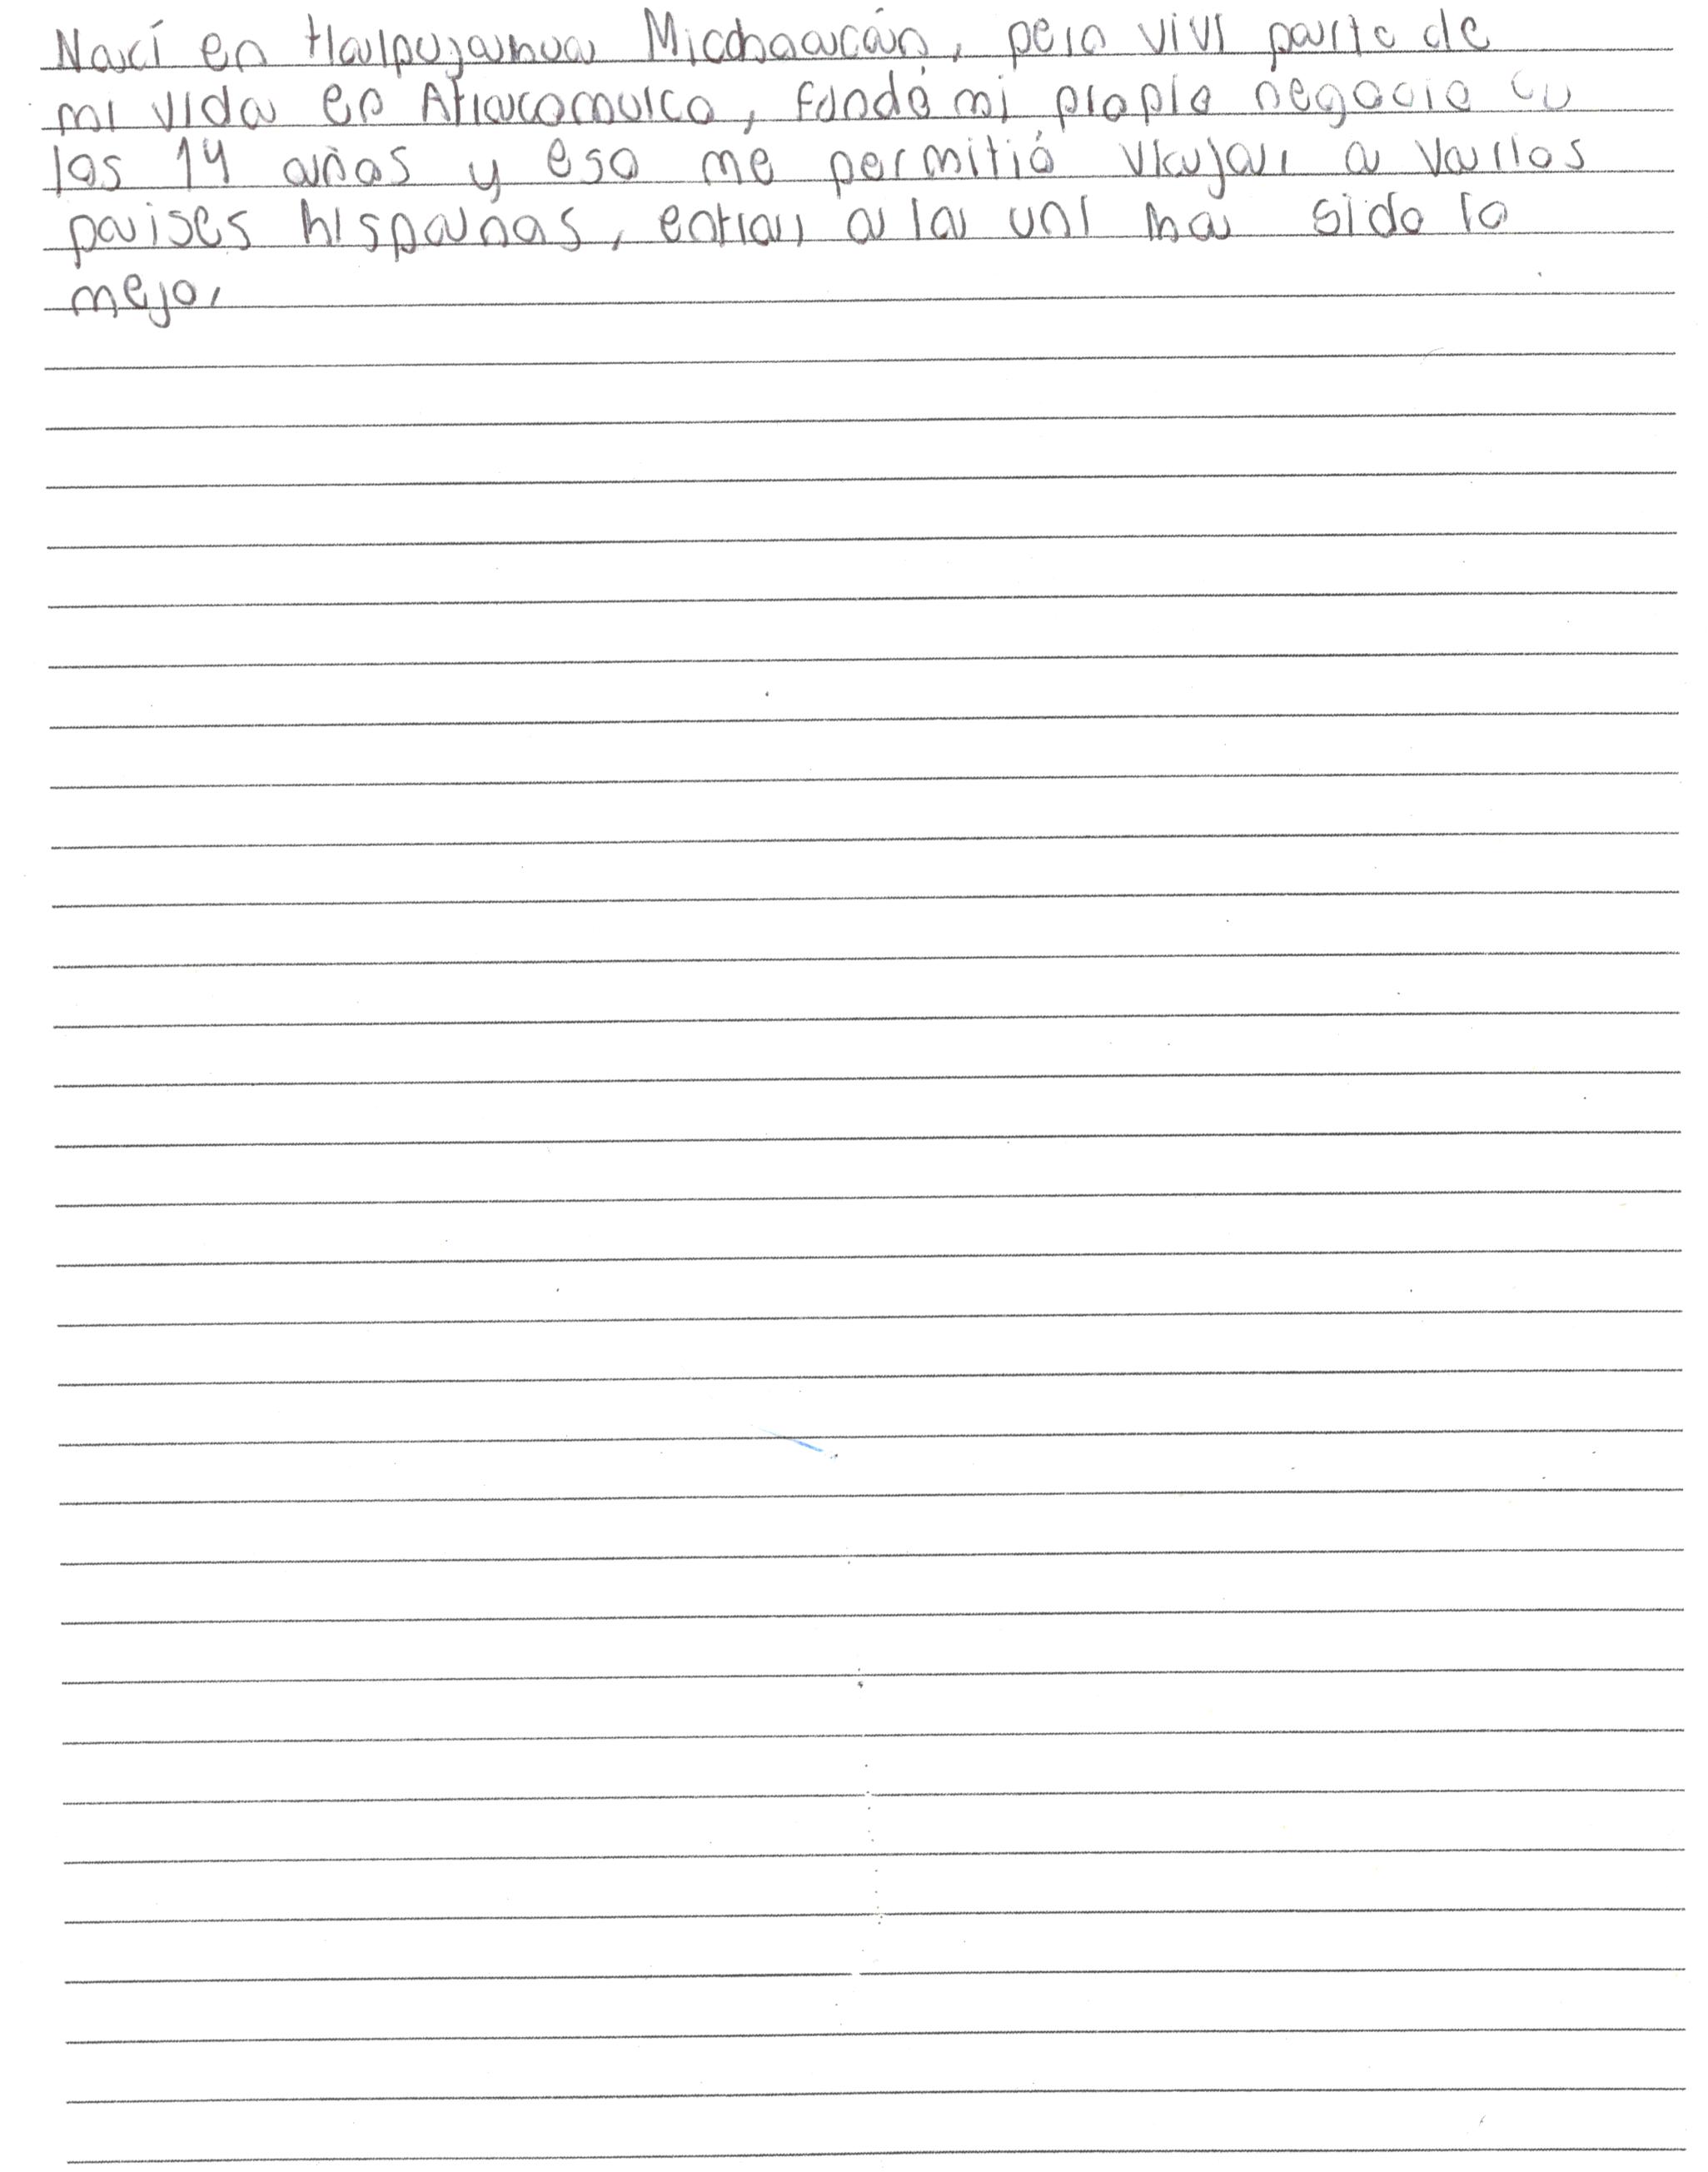 Nací en tlalpujahua Michoacán, pero viví parte de
mi vida en Atlacomulco, fundé mi propio negocio a
los 14 años y eso me permitió viajar a varios
paises hispanos, entrar a la uni ha sido lo
mejor